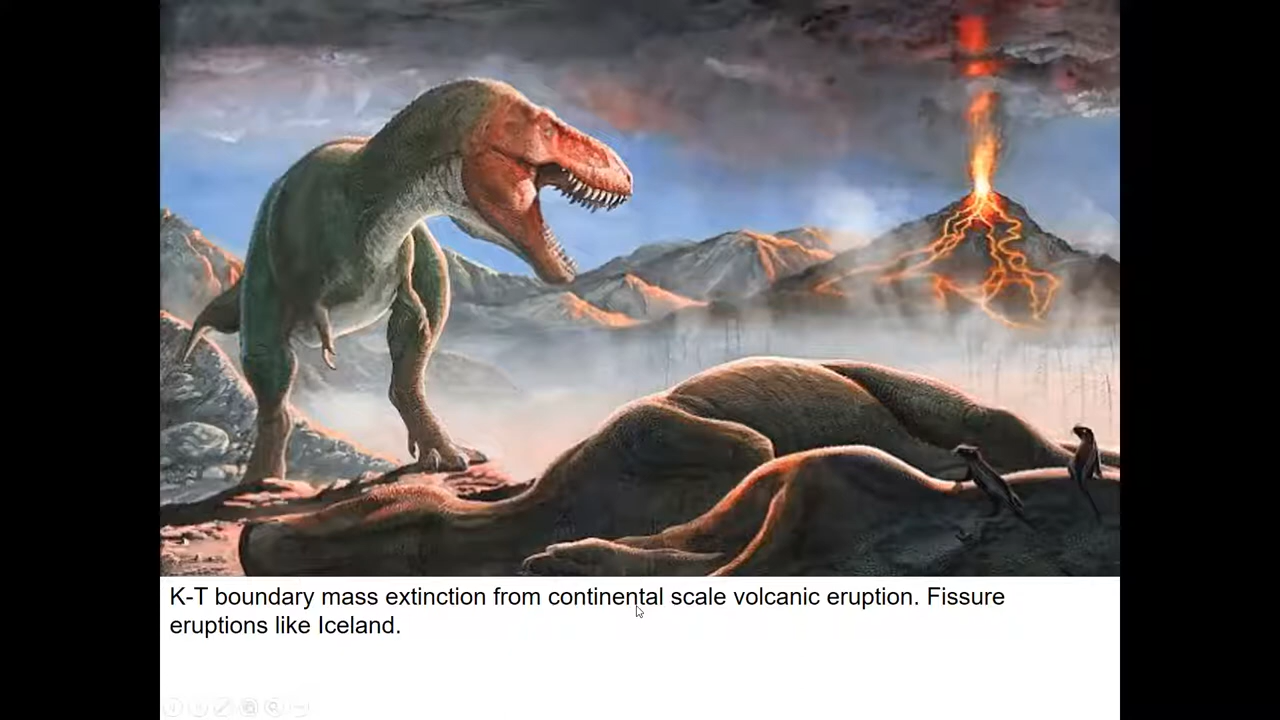 K-T boundary mass extinction from continental scale volcanic eruption. Fissure
eruptions like Iceland.